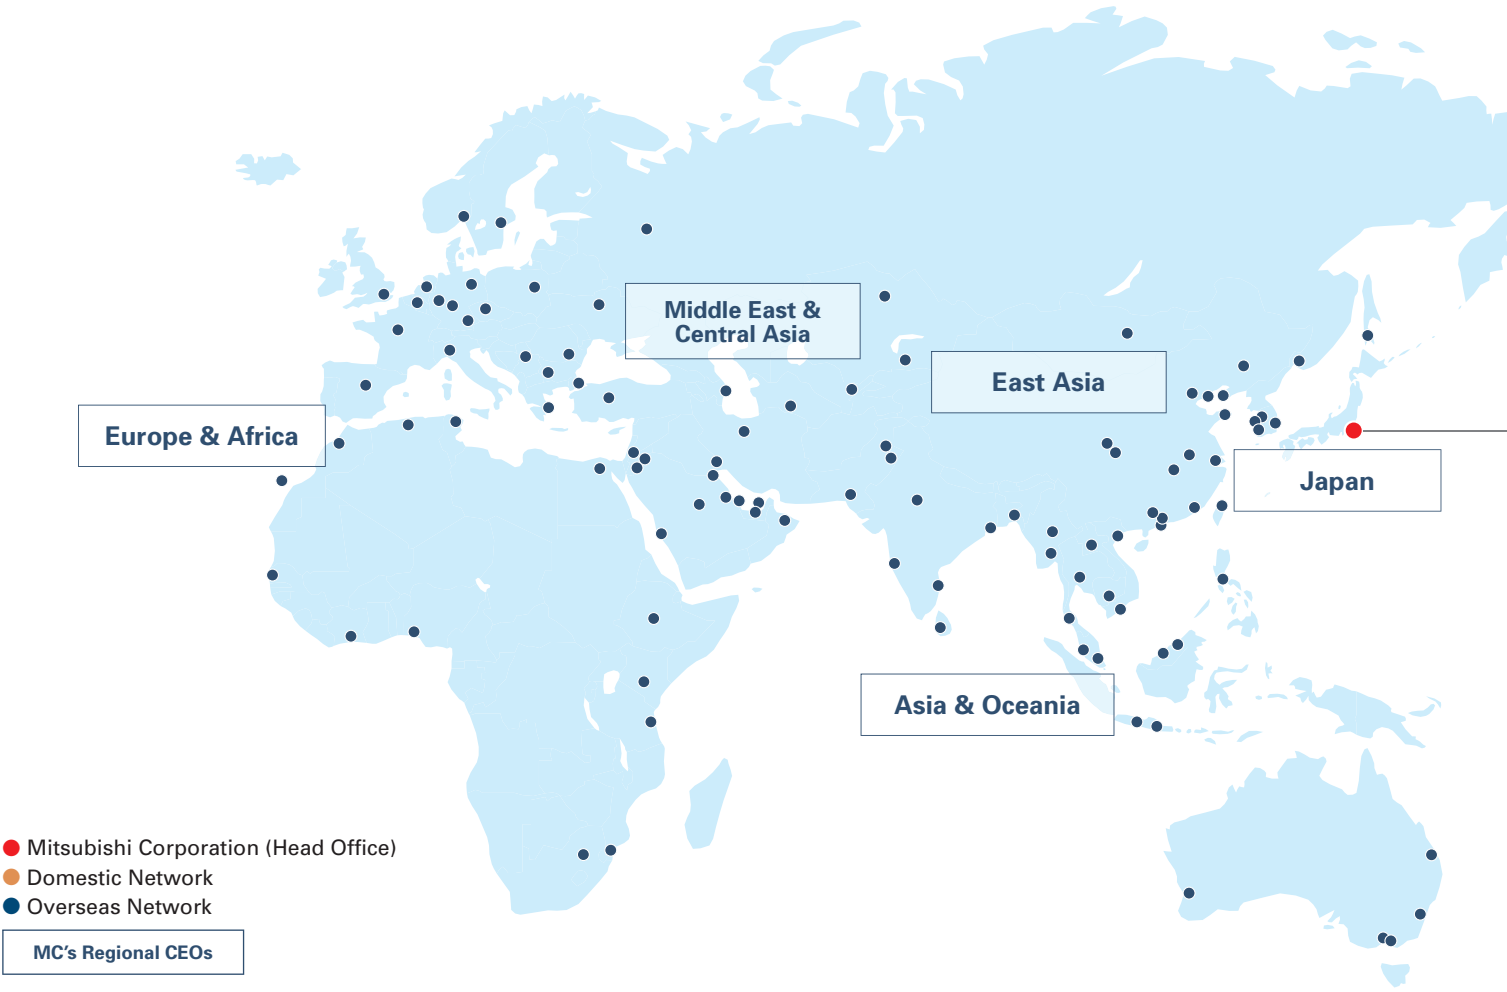 Middle East &
Central Asia
East Asia
Europe & Africa
Japan
Asia & Oceania
Mitsubishi Corporation (Head Office)
Domestic Network
Overseas Network
MC’s Regional CEOs